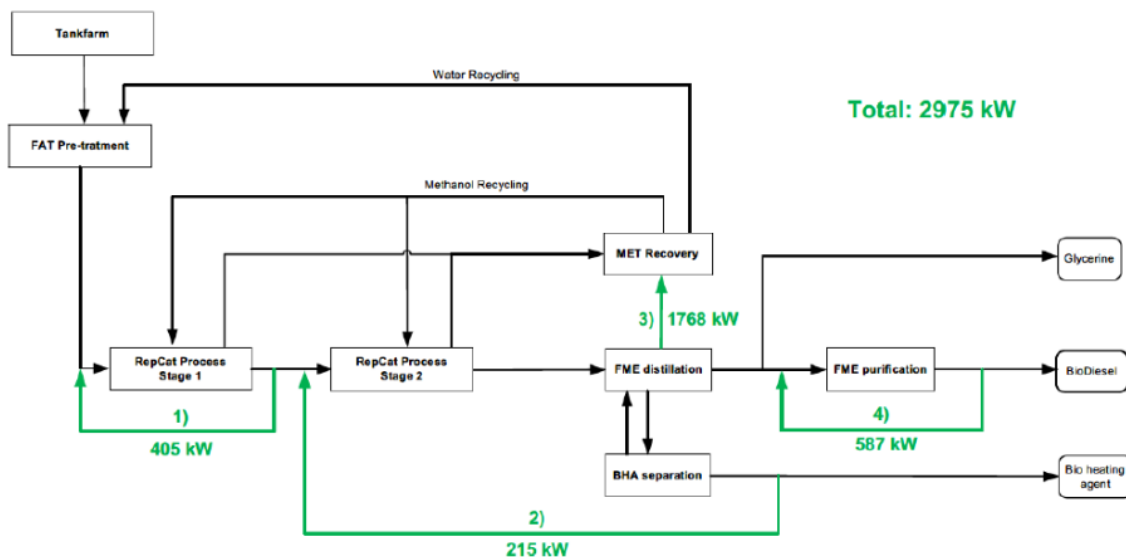 Tankfarm
Water Recycling
Total: 2975 kW
FAT Pre-tratment
Methanol Recycling
MET Recovery
Glycerine
3) 1768 kW
RepCat Process
Stage 1
RepCat Process
Stage 2
FME distillation
FME purification
BioDiesel
1)
405 kW
4)
587 kW
BHA separation
Bio heating
agent
2)
215 kW